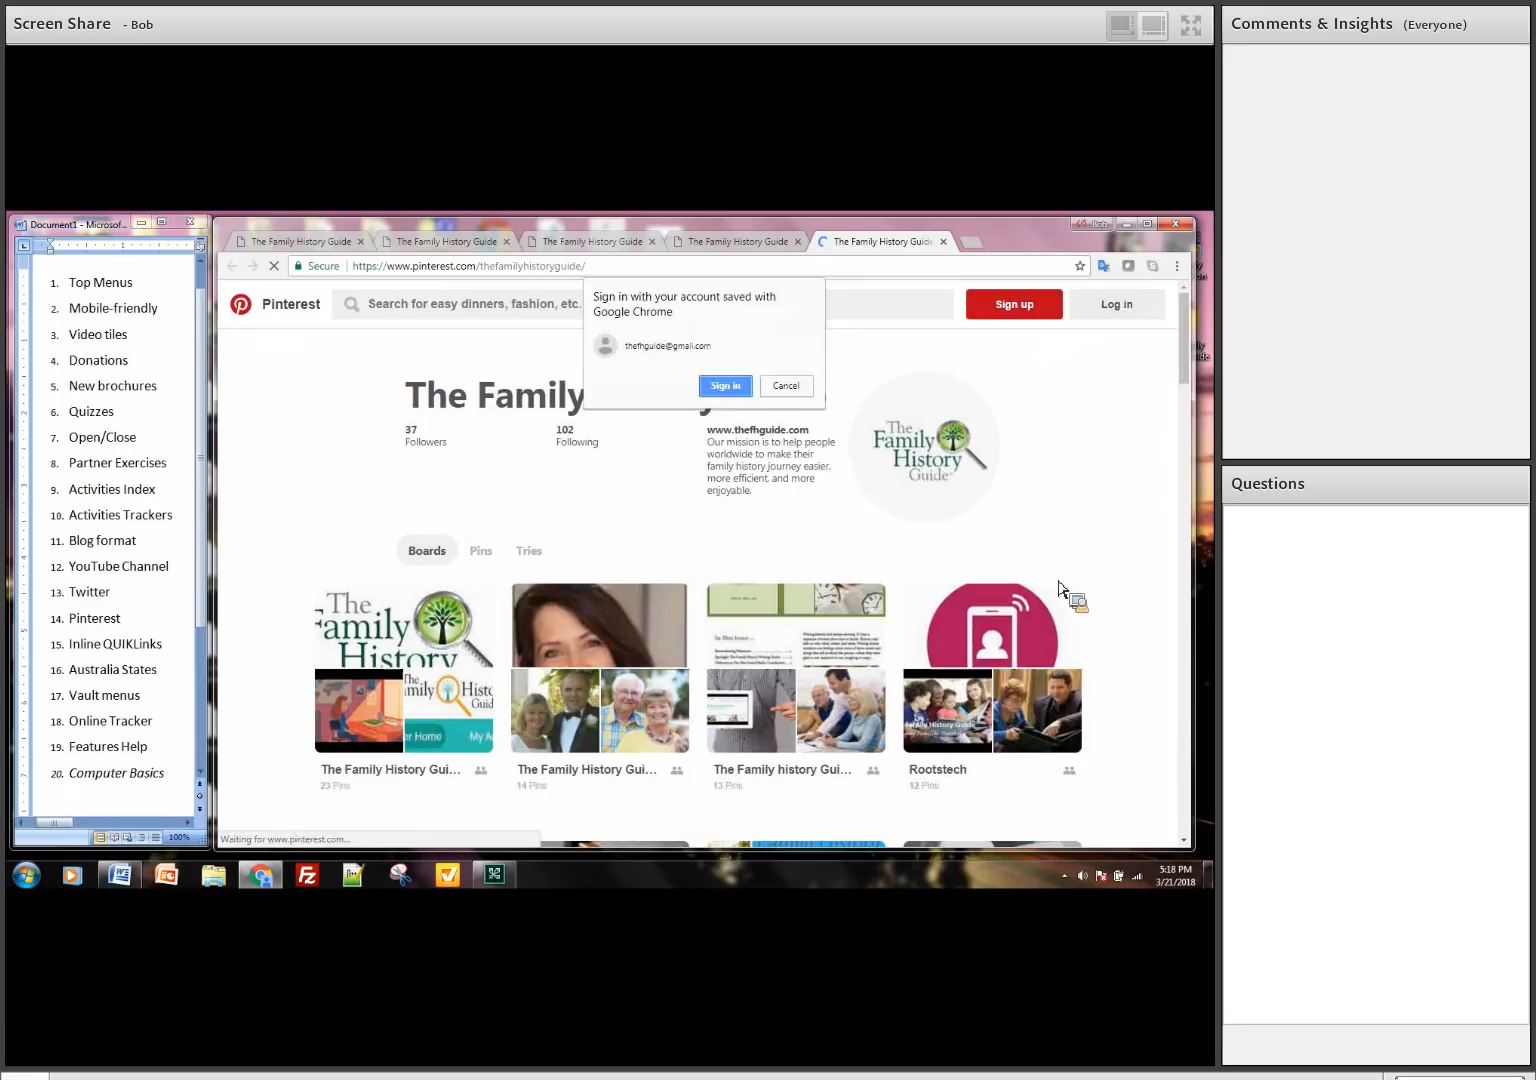 Screen Share - Bob
Comments & Insights (Everyone)
Questions
Document1 - Microsof...
1. Top Menus
2. Mobile-friendly
3. Video tiles
4. Donations
5. New brochures
6. Quizzes
7. Open/Close
8. Partner Exercises
9. Activities Index
10. Activities Trackers
11. Blog format
12. YouTube Channel
13. Twitter
14. Pinterest
15. Inline QUIKLinks
16. Australia States
17. Vault menus
18. Online Tracker
19. Features Help
20. Computer Basics
100%
Bob
The Family History Guide
The Family History Guide
The Family History Guide
The Family History Guide
The Family History Guide
Secure https://www.pinterest.com/thefamilyhistoryguide/
Pinterest
Search for easy dinners, fashion, etc.
Sign up
Log in
Sign in with your account saved with
Google Chrome
thefhguide@gmail.com
Sign in
Cancel
The Family
37
Followers
102
Following
www.thefhguide.com
Our mission is to help people
worldwide to make their
family history journey easier,
more efficient, and more
enjoyable.
The
Family
History
Guide
Boards
Pins
Tries
The
Family
History
The Family History Gui...
23 Pins
The Family History Gui...
14 Pins
The Family history Gui...
13 Pins
Rootstech
12 Pins
Waiting for www.pinterest.com...
5:18 PM
3/21/2018